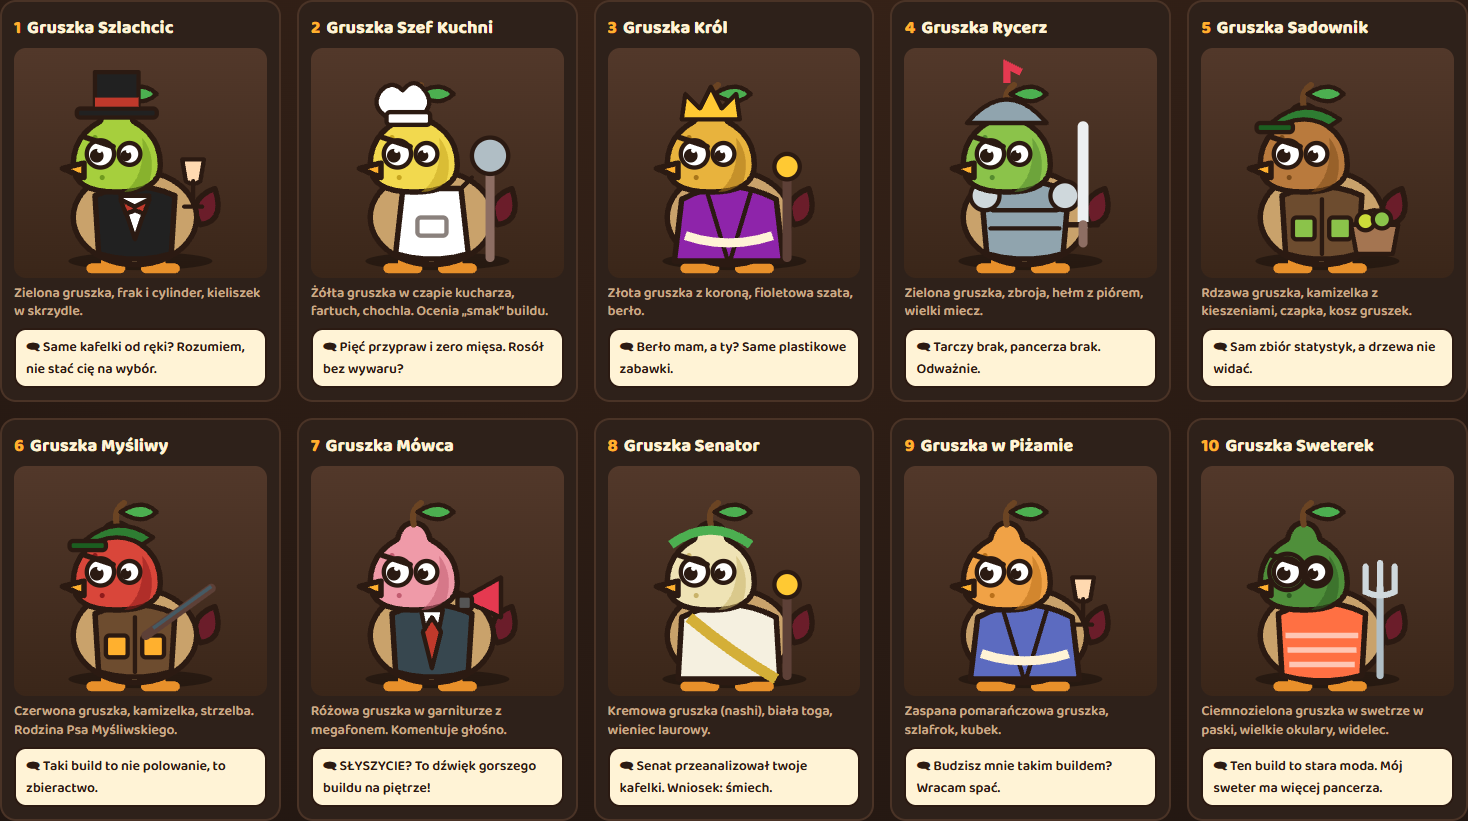 1 Gruszka Szlachcic
Zielona gruszka, frak i cylinder, kieliszek
w skrzydle.
Same kafelki od ręki? Rozumiem,
nie stać cię na wybór.
2 Gruszka Szef Kuchni
Żółta gruszka w czapie kucharza,
fartuch, chochla. Ocenia „smak” buildu.
Pięć przypraw i zero mięsa. Rosół
bez wywaru?
3 Gruszka Król
Złota gruszka z koroną, fioletowa szata,
berło.
Berło mam, a ty? Same plastikowe
zabawki.
4 Gruszka Rycerz
Zielona gruszka, zbroja, hełm z piórem,
wielki miecz.
Tarczy brak, pancerza brak.
Odważnie.
5 Gruszka Sadownik
Rdzawa gruszka, kamizelka z
kieszeniami, czapka, kosz gruszek.
Sam zbiór statystyk, a drzewa nie
widać.
6 Gruszka Myśliwy
Czerwona gruszka, kamizelka, strzelba.
Rodzina Psa Myśliwskiego.
Taki build to nie polowanie, to
zbieractwo.
7 Gruszka Mówca
Różowa gruszka w garniturze z
megafonem. Komentuje głośno.
SŁYSZYCIE? To dźwięk gorszego
buildu na piętrze!
8 Gruszka Senator
Kremowa gruszka (nashi), biała toga,
wieniec laurowy.
Senat przeanalizował twoje
kafelki. Wniosek: śmiech.
9 Gruszka w Piżamie
Zaspana pomarańczowa gruszka,
szlafrok, kubek.
Budzisz mnie takim buildem?
Wracam spać.
10 Gruszka Sweterek
Ciemnozielona gruszka w swetrze w
paski, wielkie okulary, widelec.
Ten build to stara moda. Mój
sweter ma więcej pancerza.